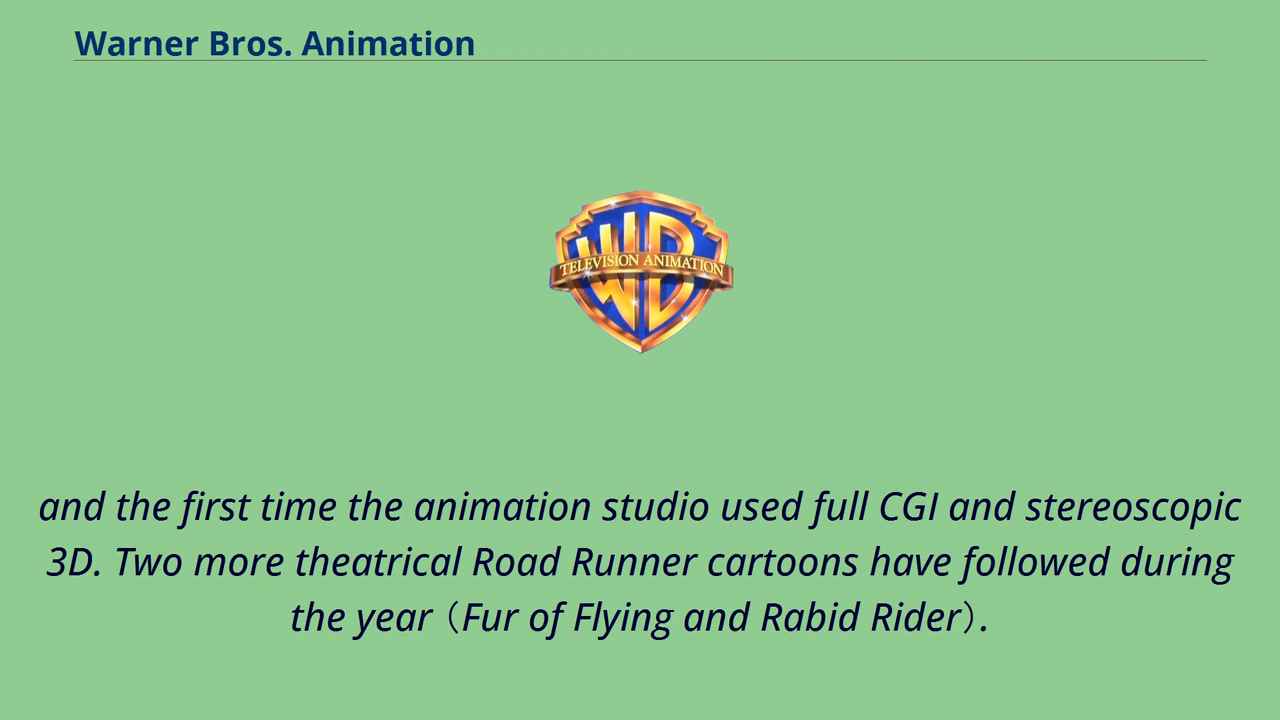 Warner Bros. Animation
WB
TELEVISION ANIMATION
and the first time the animation studio used full CGI and stereoscopic
3D. Two more theatrical Road Runner cartoons have followed during
the year（Fur of Flying and Rabid Rider）.